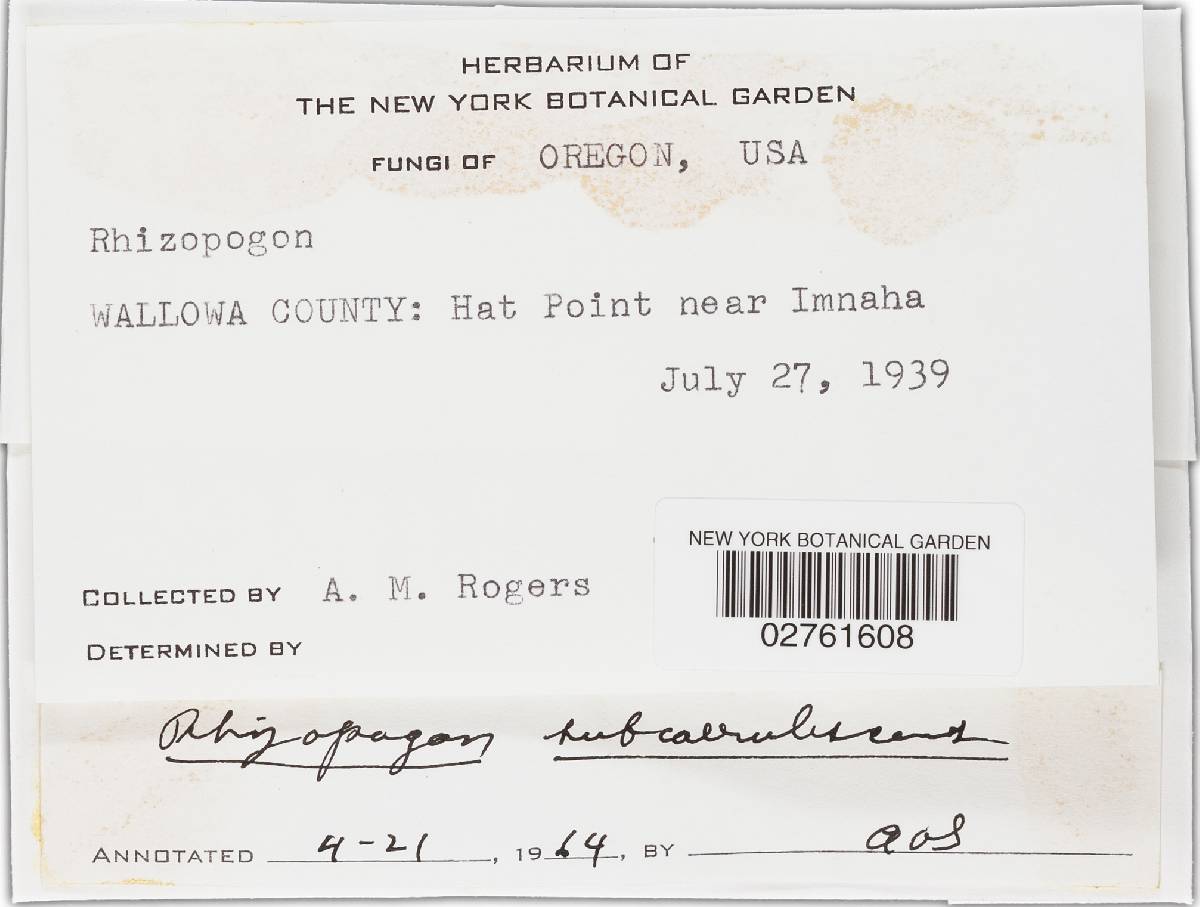 HERBARIUM OF
THE NEW YORK BOTANICAL GARDEN
FUNGI OF OREGON, USA
Rhizopogon
WALLOWA COUNTY: Hat Point near Imnaha
July 27, 1939
NEW YORK BOTANICAL GARDEN
02761608
COLLECTED BY A. M. Rogers
DETERMINED BY
Rhizopogon subcaerulescens
ANNOTATED 4-21, 1964, BY AHS